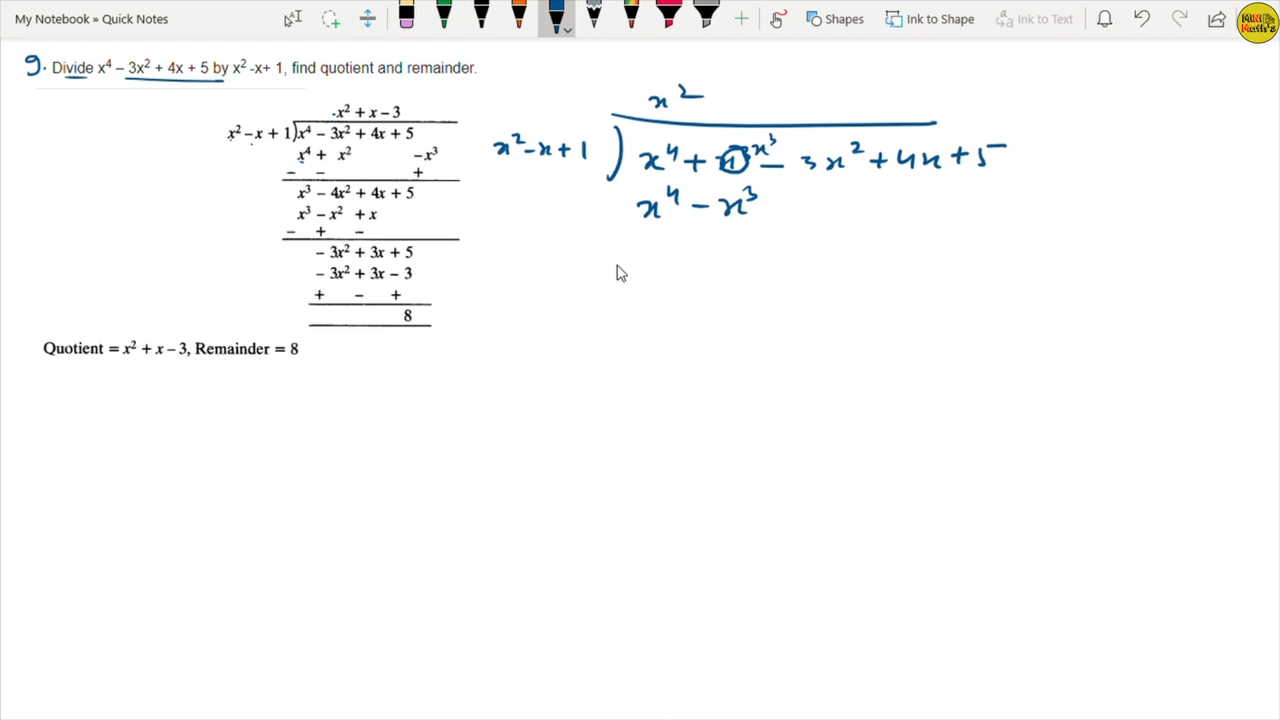 My Notebook » Quick Notes
Shapes
Ink to Shape
Ink to Text
9. Divide x⁴ – 3x² + 4x + 5 by x² -x+ 1, find quotient and remainder.
x² + x – 3
x² – x + 1)x⁴ – 3x² + 4x + 5
x⁴ + x² –x³
– – +
x³ – 4x² + 4x + 5
x³ – x² + x
– + –
– 3x² + 3x + 5
– 3x² + 3x – 3
+ – +
8
Quotient = x² + x – 3, Remainder = 8
x²
x² – x + 1 ) x⁴ + x³ – 3x² + 4x + 5
x⁴ – x³